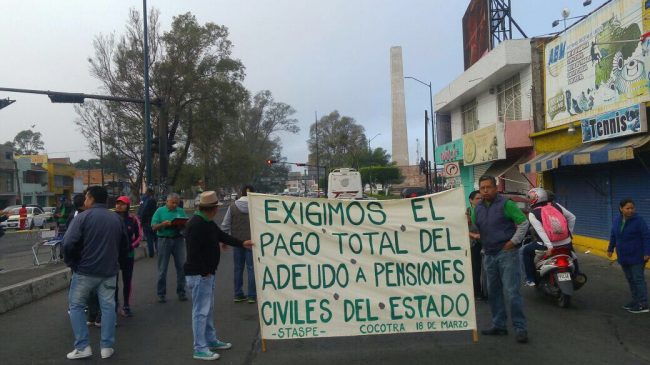 EXIGIMOS EL
PAGO TOTAL DEL
ADEUDO A PENSIONES
CIVILES DEL ESTADO
-STASPE- COCOTRA 18 DE MARZO
TENNIS